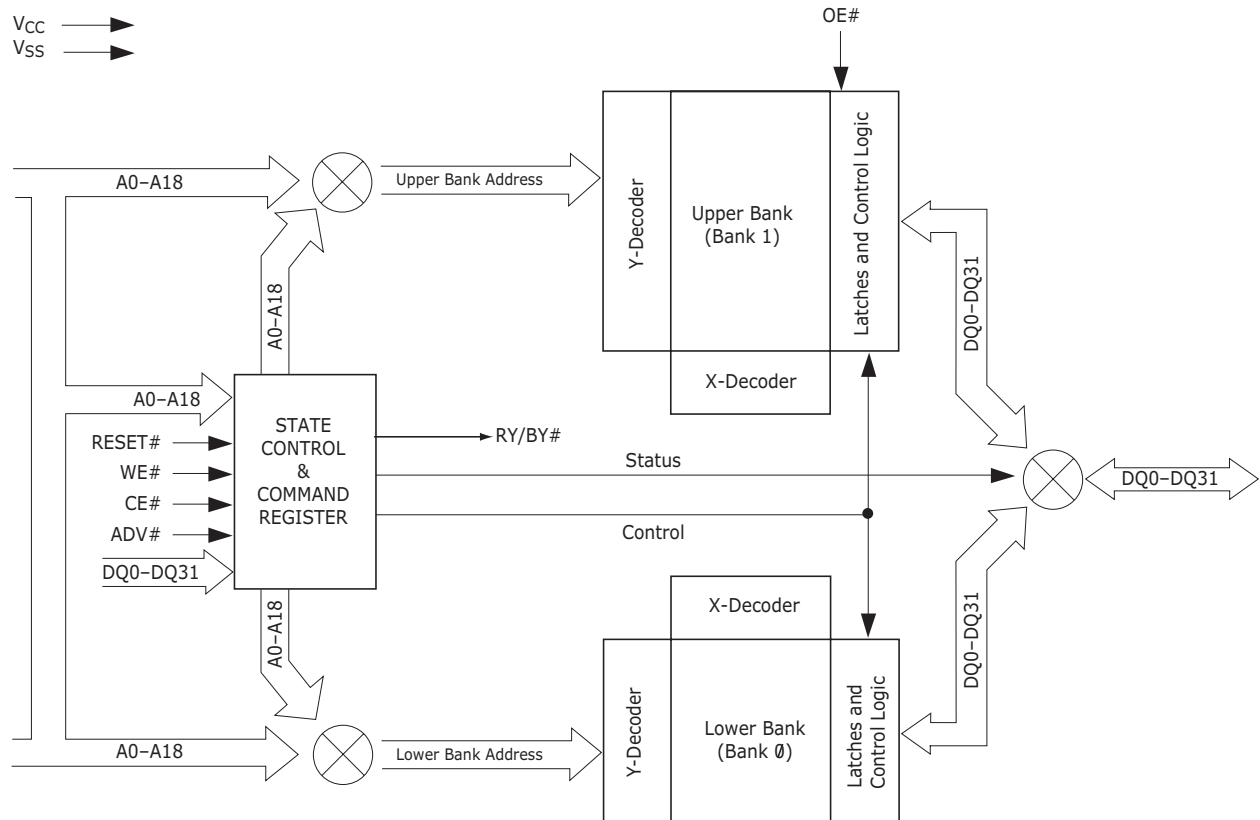 VCC
VSS
OE#
A0–A18
Upper Bank Address
Y-Decoder
Upper Bank
(Bank 1)
Latches and Control Logic
X-Decoder
DQ0–DQ31
A0–A18
A0–A18
STATE
CONTROL
&
COMMAND
REGISTER
RESET#
WE#
CE#
ADV#
DQ0–DQ31
RY/BY#
Status
Control
DQ0–DQ31
A0–A18
X-Decoder
DQ0–DQ31
A0–A18
Lower Bank Address
Y-Decoder
Lower Bank
(Bank 0)
Latches and
Control Logic